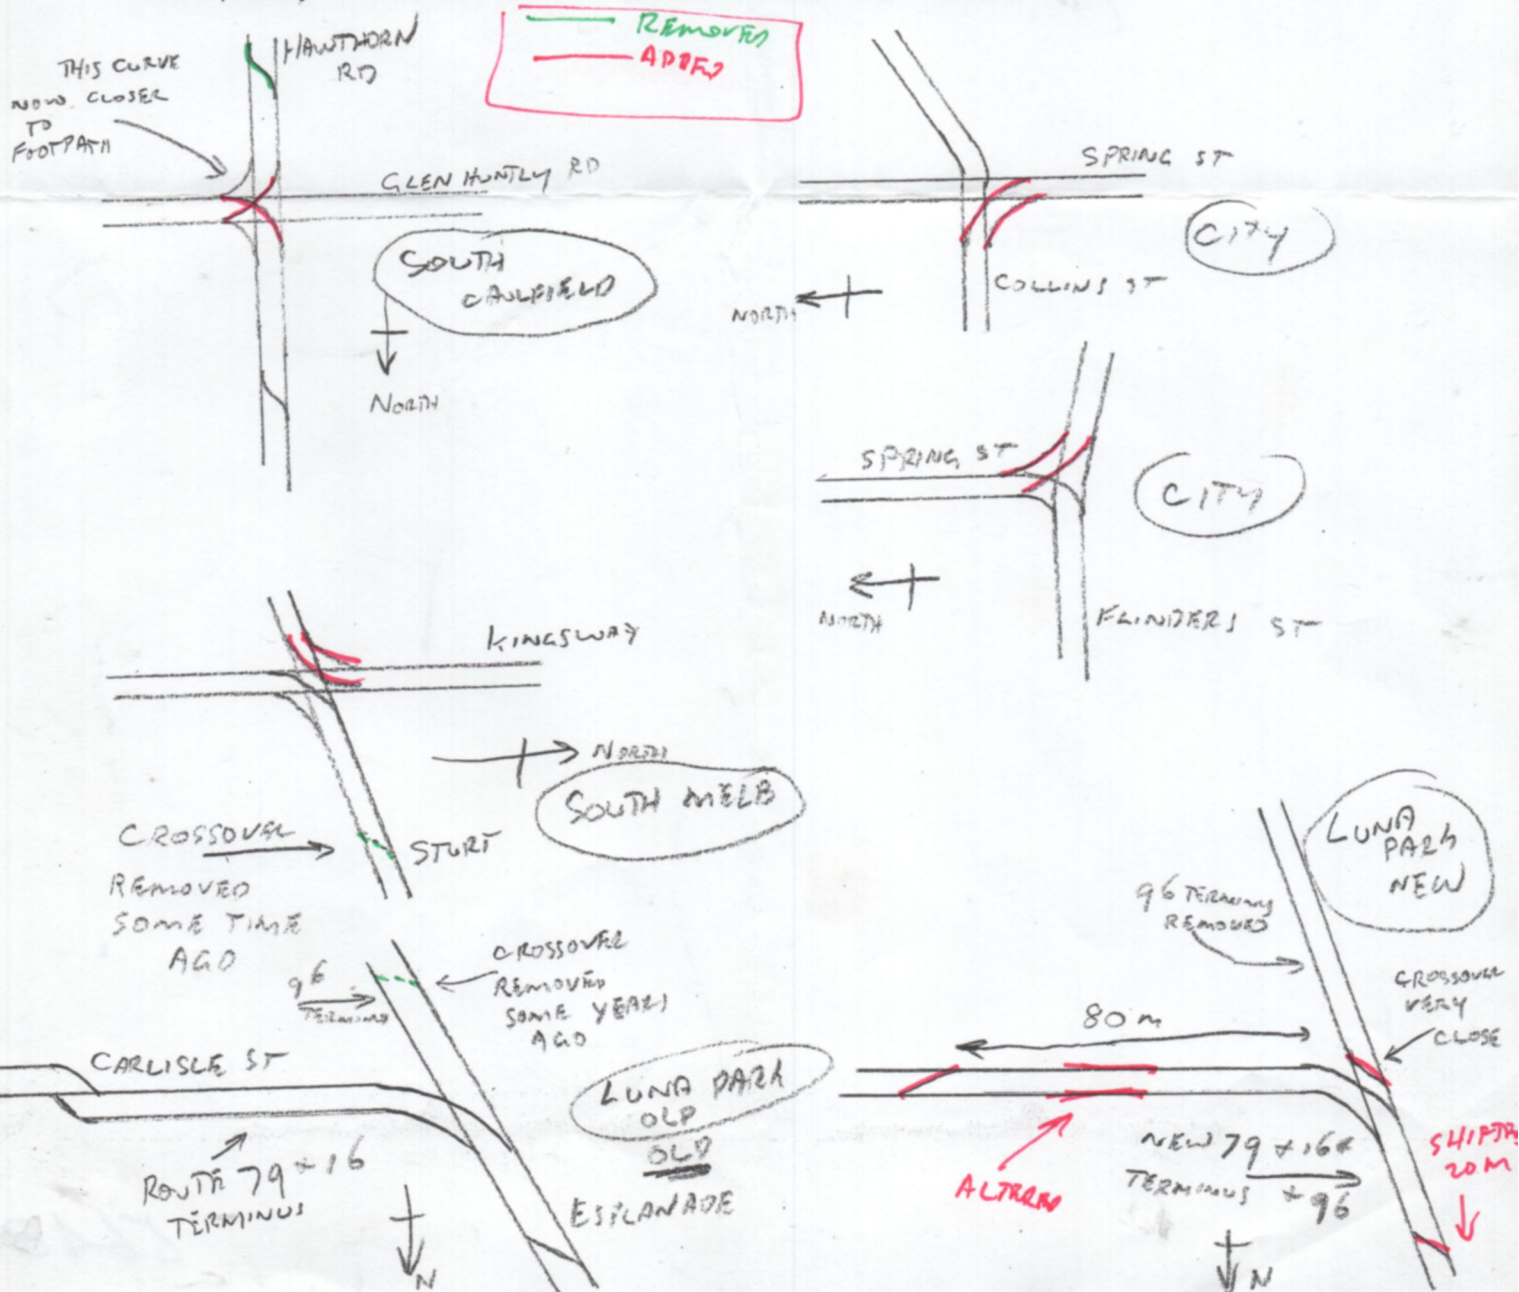 REMOVED
ADDED
HAWTHORN
RD
THIS CURVE
NOW CLOSER
TO
FOOTPATH
GLEN HUNTLY RD
SOUTH
CAULFIELD
NORTH
SPRING ST
CITY
COLLINS ST
NORTH
SPRING ST
CITY
NORTH
FLINDERS ST
KINGSWAY
NORTH
SOUTH MELB
CROSSOVER
REMOVED
SOME TIME
AGO
STURT
96
TERMINUS
CROSSOVER
REMOVED
SOME YEARS
AGO
CARLISLE ST
LUNA PARK
OLD
OLD
ROUTE 79 + 16
TERMINUS
ESPLANADE
N
LUNA
PARK
NEW
96 TERMINUS
REMOVED
CROSSOVER
VERY
CLOSE
80m
ALTERED
NEW 79 + 16
TERMINUS + 96
SHIFTED
20M
N